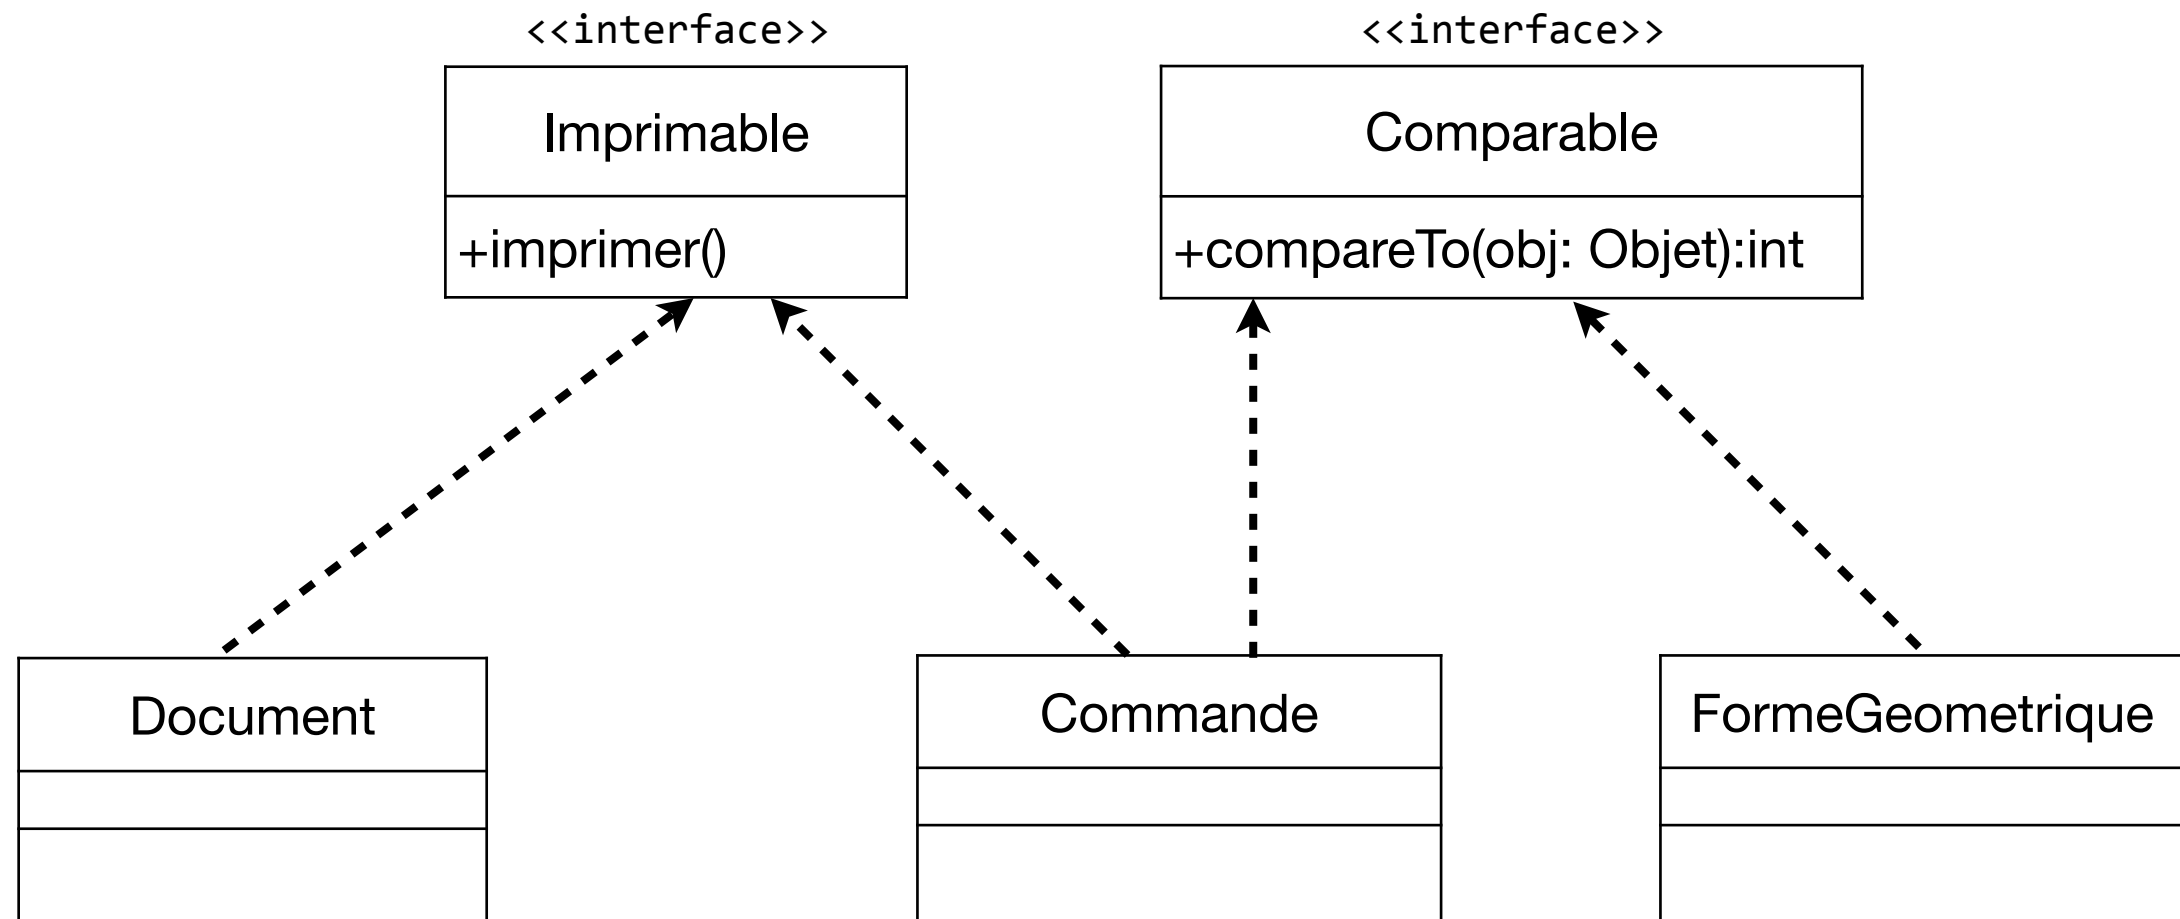 <<interface>>
<<interface>>
Imprimable
Comparable
+imprimer()
+compareTo(obj: Objet):int
Document
Commande
FormeGeometrique